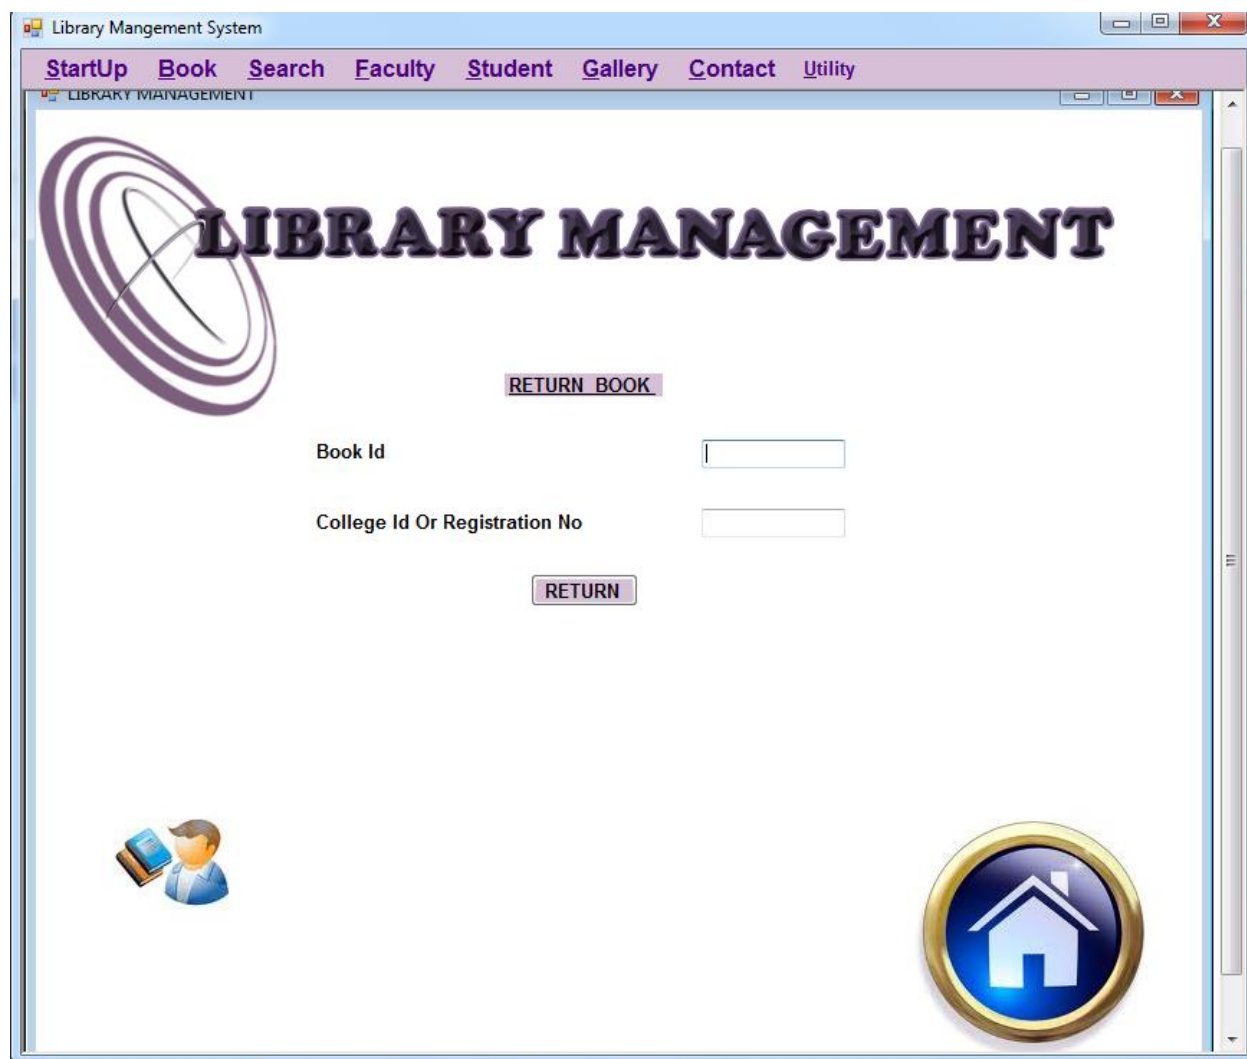 Library Mangement System
StartUp Book Search Faculty Student Gallery Contact Utility
LIBRARY MANAGEMENT
LIBRARY MANAGEMENT
RETURN BOOK
Book Id
College Id Or Registration No
RETURN